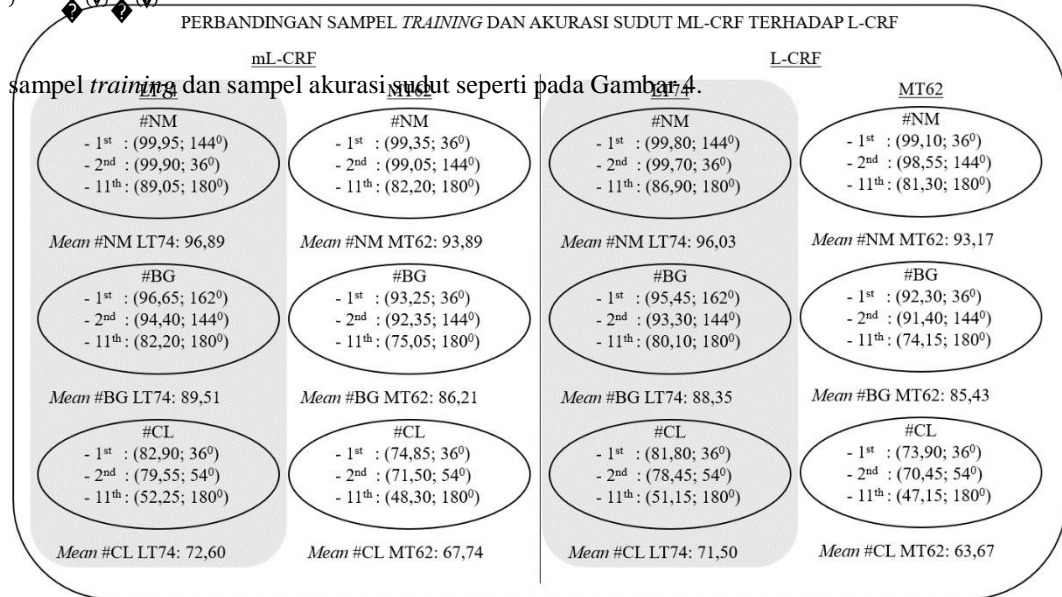 PERBANDINGAN SAMPEL TRAINING DAN AKURASI SUDUT ML-CRF TERHADAP L-CRF
mL-CRF
L-CRF
sampel training dan sampel akurasi sudut seperti pada Gambar 4.
LT74
MT62
LT74
MT62
#NM
- 1st : (99,95; 144⁰)
- 2nd : (99,90; 36⁰)
- 11th : (89,05; 180⁰)
Mean #NM LT74: 96,89
#NM
- 1st : (99,35; 36⁰)
- 2nd : (99,05; 144⁰)
- 11th : (82,20; 180⁰)
Mean #NM MT62: 93,89
#NM
- 1st : (99,80; 144⁰)
- 2nd : (99,70; 36⁰)
- 11th : (86,90; 180⁰)
Mean #NM LT74: 96,03
#NM
- 1st : (99,10; 36⁰)
- 2nd : (98,55; 144⁰)
- 11th : (81,30; 180⁰)
Mean #NM MT62: 93,17
#BG
- 1st : (96,65; 162⁰)
- 2nd : (94,40; 144⁰)
- 11th : (82,20; 180⁰)
Mean #BG LT74: 89,51
#BG
- 1st : (93,25; 36⁰)
- 2nd : (92,35; 144⁰)
- 11th : (75,05; 180⁰)
Mean #BG MT62: 86,21
#BG
- 1st : (95,45; 162⁰)
- 2nd : (93,30; 144⁰)
- 11th : (80,10; 180⁰)
Mean #BG LT74: 88,35
#BG
- 1st : (92,30; 36⁰)
- 2nd : (91,40; 144⁰)
- 11th : (74,15; 180⁰)
Mean #BG MT62: 85,43
#CL
- 1st : (82,90; 36⁰)
- 2nd : (79,55; 54⁰)
- 11th : (52,25; 180⁰)
Mean #CL LT74: 72,60
#CL
- 1st : (74,85; 36⁰)
- 2nd : (71,50; 54⁰)
- 11th : (48,30; 180⁰)
Mean #CL MT62: 67,74
#CL
- 1st : (81,80; 36⁰)
- 2nd : (78,45; 54⁰)
- 11th : (51,15; 180⁰)
Mean #CL LT74: 71,50
#CL
- 1st : (73,90; 36⁰)
- 2nd : (70,45; 54⁰)
- 11th : (47,15; 180⁰)
Mean #CL MT62: 63,67